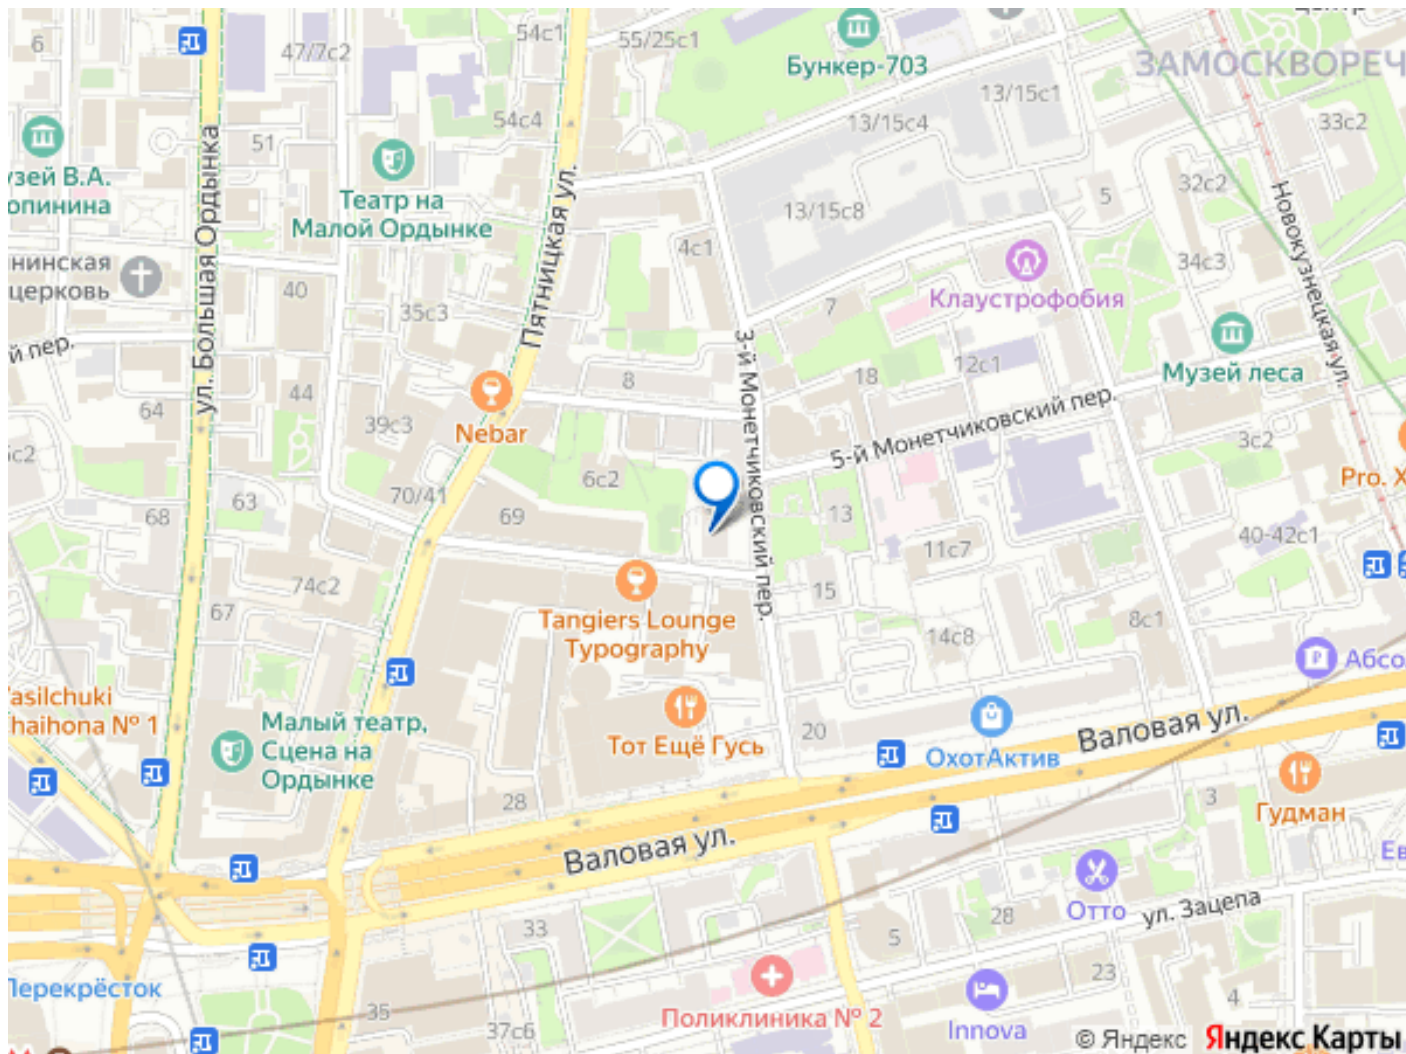 6
47/7с2
54с1
55/25с1
Бункер-703
ЗАМОСКВОРЕЧ
13/15с1
13/15с4
33с2
51
54с4
узей В.А.
опинина
ул. Большая Ордынка
Театр на
Малой Ордынке
Пятницкая ул.
13/15с8
5
32с2
Новокузнецкая ул.
4с1
34с3
нинская
церковь
40
35с3
Клаустрофобия
7
й пер.
3-й Монетчиковский пер.
12с1
Музей леса
8
18
44
64
39с3
Nebar
5-й Монетчиковский пер.
3с2
с2
6с2
Pro. X
63
70/41
68
69
13
11с7
40-42с1
74с2
67
Tangiers Lounge
Typography
15
14с8
8с1
Абсо
asilchuki
haihona № 1
Малый театр,
Сцена на
Ордынке
Тот Ещё Гусь
20
ОхотАктив
Валовая ул.
28
3
Гудман
Валовая ул.
Ев
Отто
ул. Зацепа
33
28
5
Перекрёсток
35
37с6
Поликлиника № 2
Innova
23
4
© Яндекс Яндекс Карты